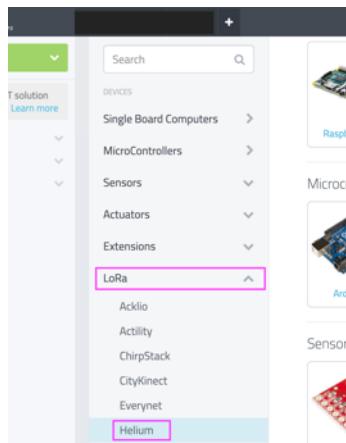 +
T solution
Learn more
Search
DEVICES
Single Board Computers
MicroControllers
Sensors
Actuators
Extensions
LoRa
Acklio
Actility
ChirpStack
CityKinect
Everynet
Helium
Raspl
Microc
Ard
Sensor